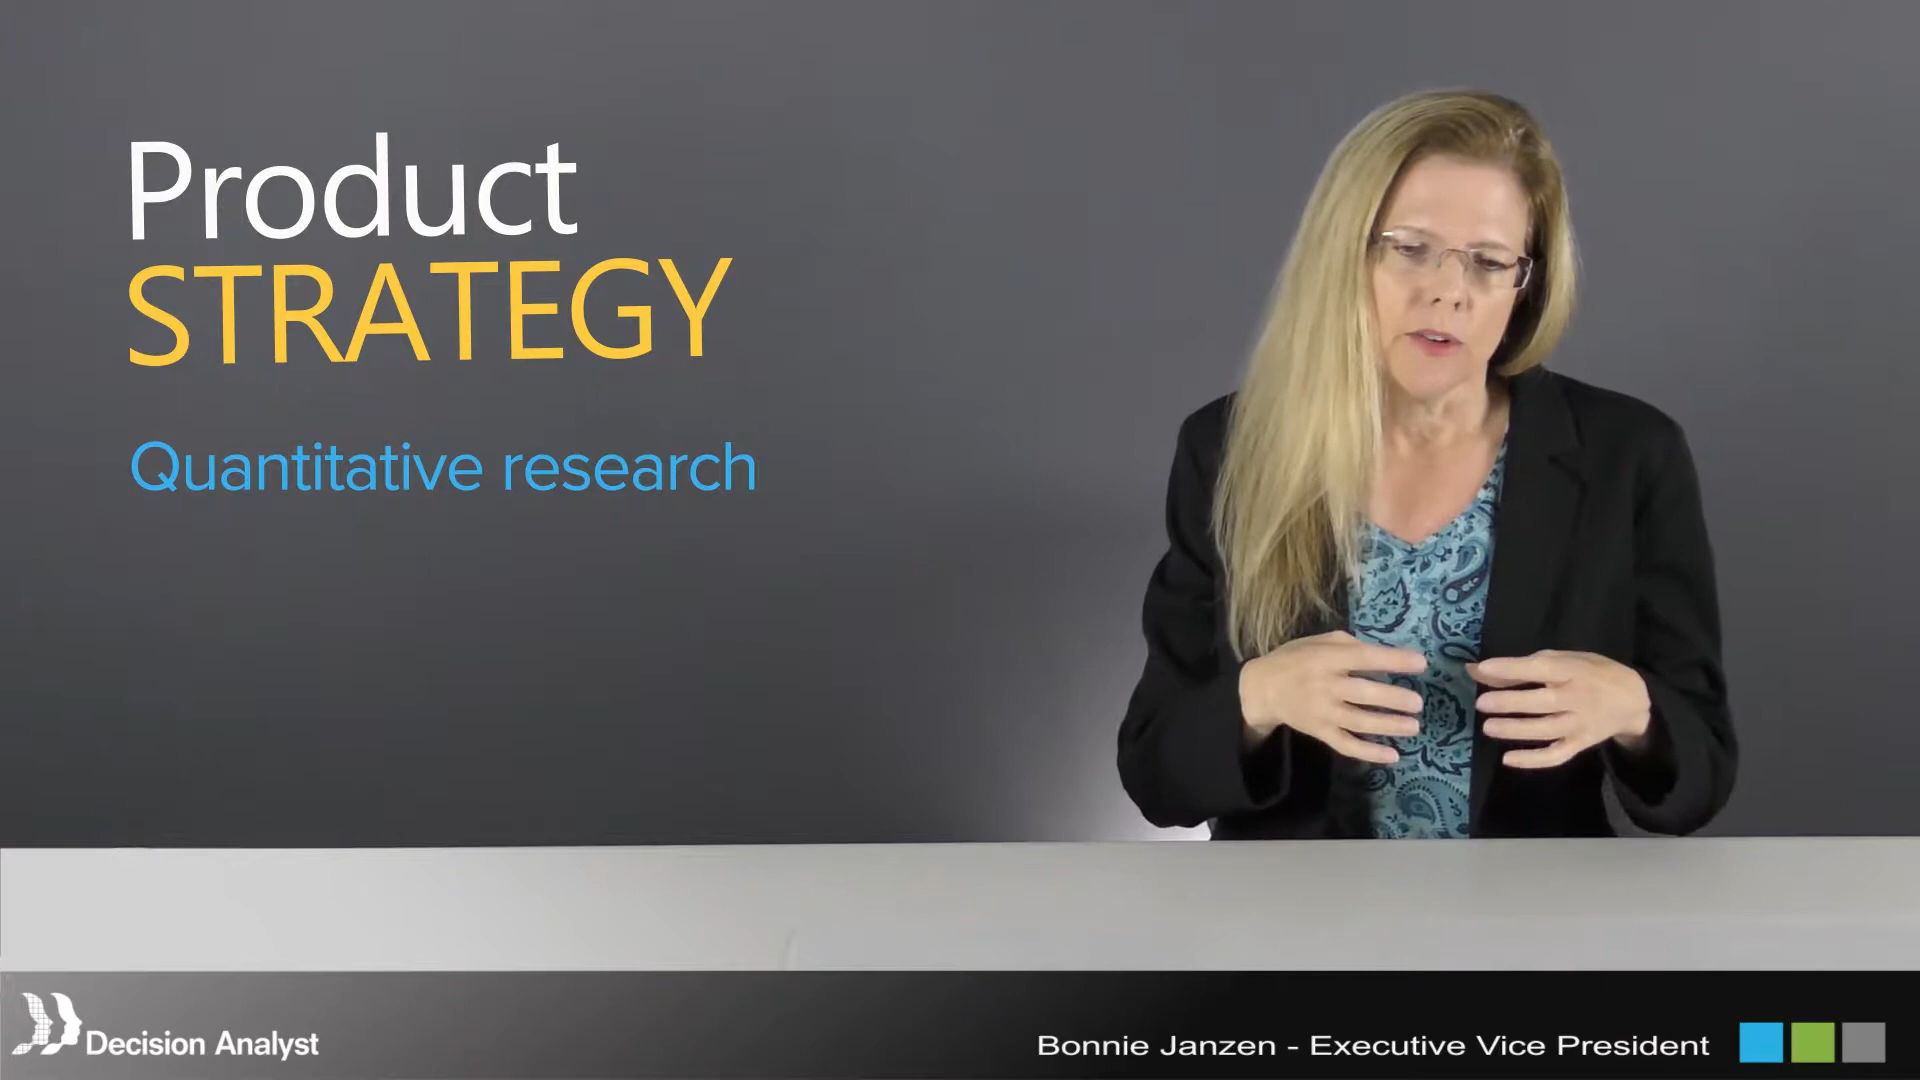 Product
STRATEGY
Quantitative research
Decision Analyst
Bonnie Janzen - Executive Vice President